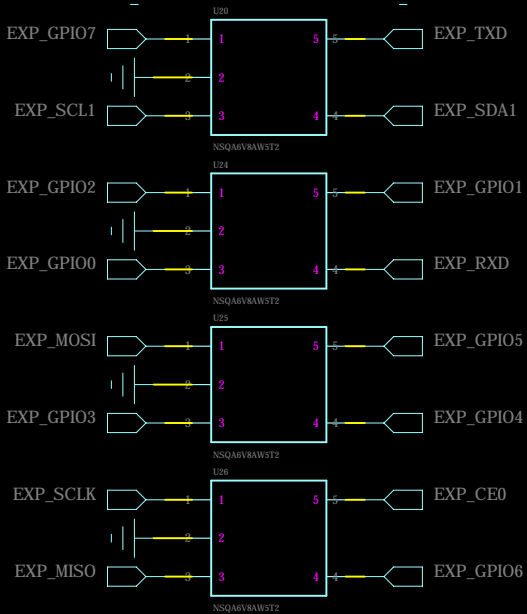 U20
EXP_GPIO7 1 1 5 5 EXP_TXD
2 2
EXP_SCL1 3 3 4 4 EXP_SDA1
NSQA6V8AW5T2
U24
EXP_GPIO2 1 1 5 5 EXP_GPIO1
2 2
EXP_GPIO0 3 3 4 4 EXP_RXD
NSQA6V8AW5T2
U25
EXP_MOSI 1 1 5 5 EXP_GPIO5
2 2
EXP_GPIO3 3 3 4 4 EXP_GPIO4
NSQA6V8AW5T2
U26
EXP_SCLK 1 1 5 5 EXP_CE0
2 2
EXP_MISO 3 3 4 4 EXP_GPIO6
NSQA6V8AW5T2